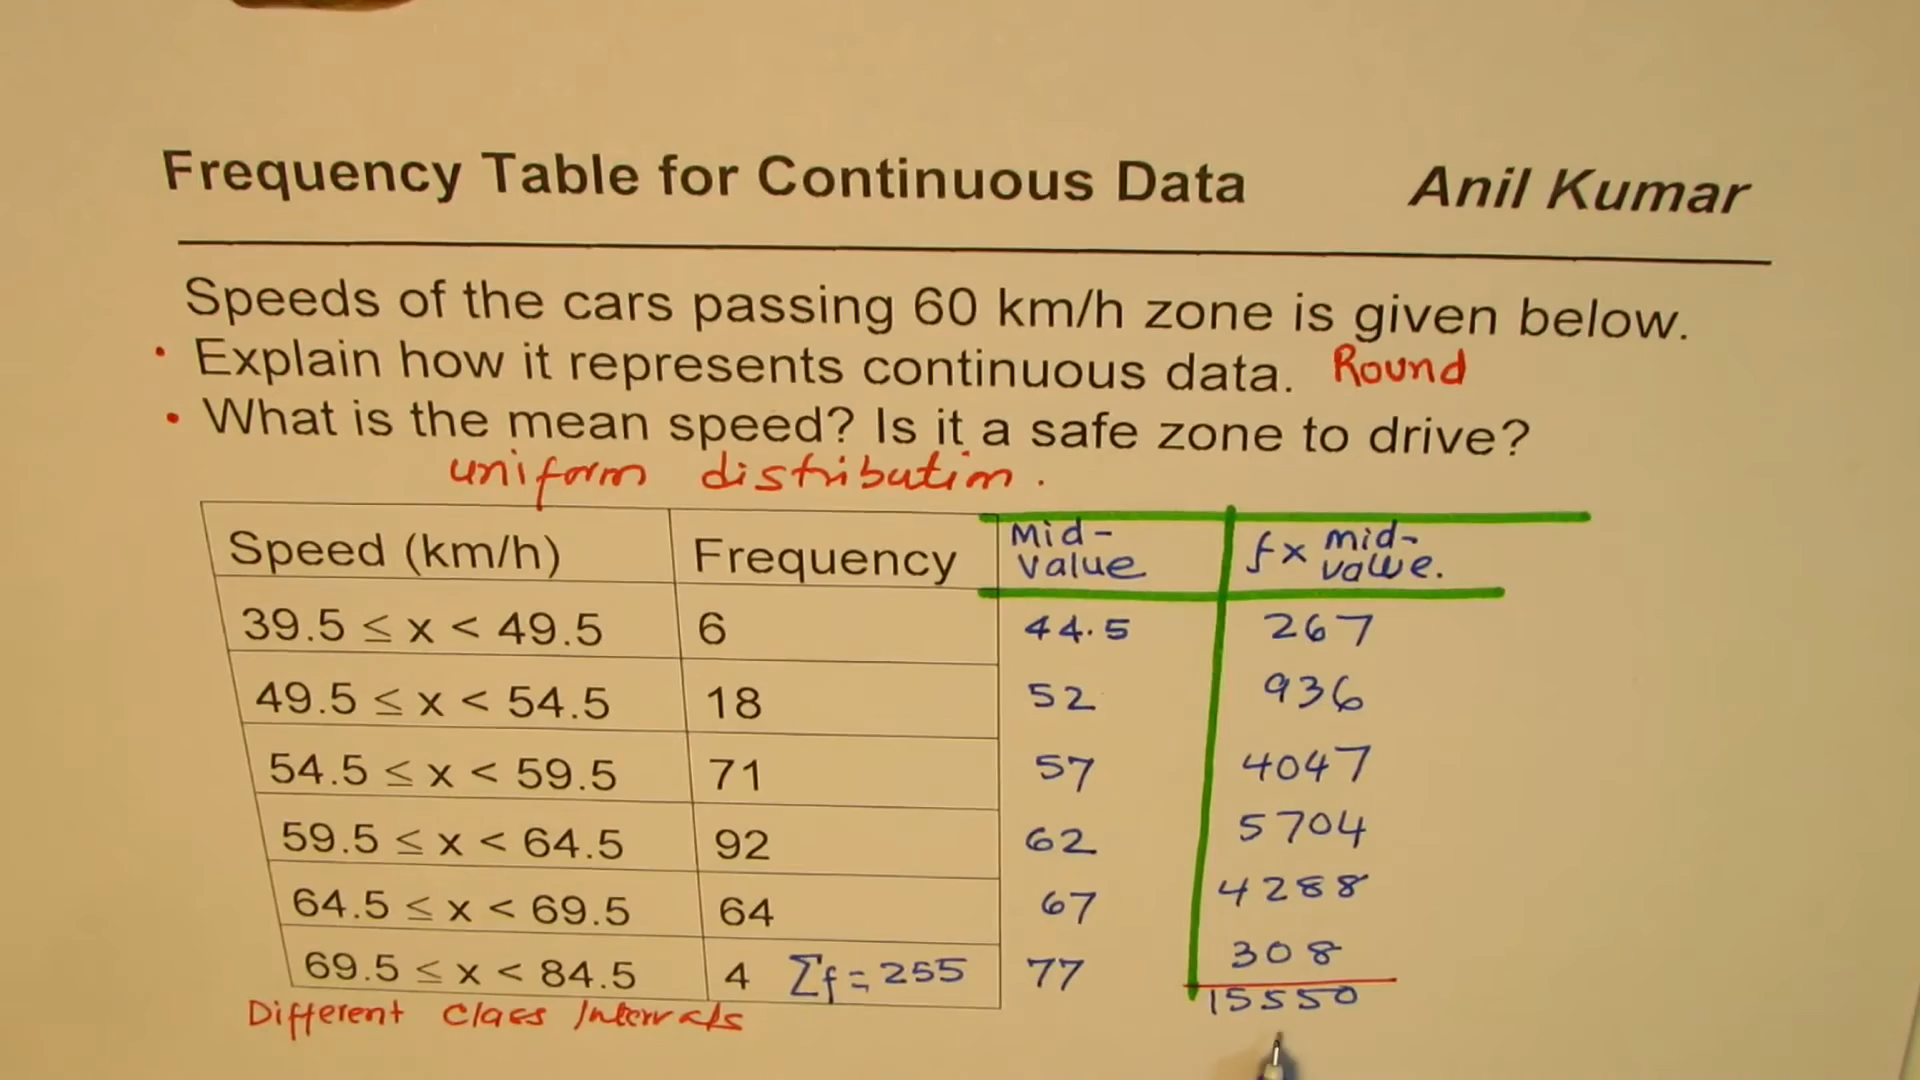 Frequency Table for Continuous Data Anil Kumar
Speeds of the cars passing 60 km/h zone is given below.
• Explain how it represents continuous data. Round
• What is the mean speed? Is it a safe zone to drive?
uniform distribution.
Speed (km/h) Frequency Mid-Value f x mid-value.
39.5 ≤ x < 49.5 6 44.5 267
49.5 ≤ x < 54.5 18 52 936
54.5 ≤ x < 59.5 71 57 4047
59.5 ≤ x < 64.5 92 62 5704
64.5 ≤ x < 69.5 64 67 4288
69.5 ≤ x < 84.5 4 Σf = 255 77 308
Different Class Intervals 15550